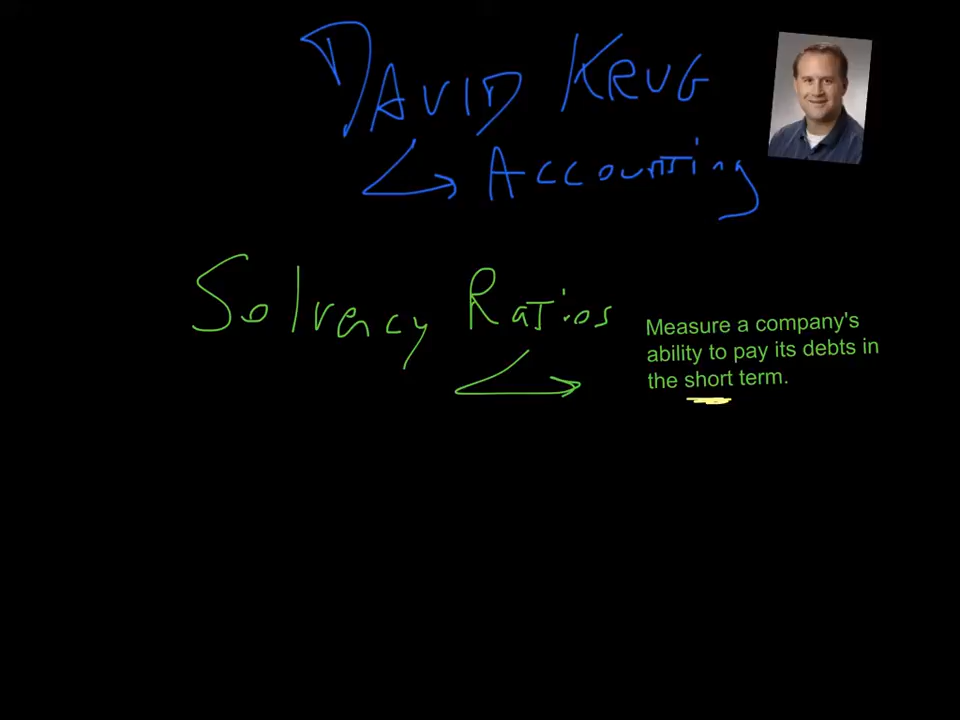 DAVID KRUG
Accounting
Solvency Ratios
Measure a company's
ability to pay its debts in
the short term.